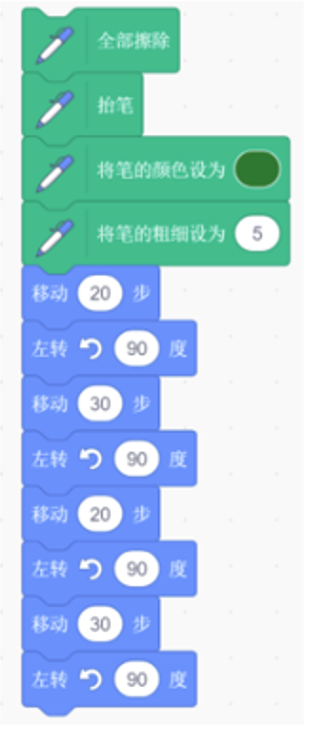 全部擦除
抬笔
将笔的颜色设为
将笔的粗细设为 5
移动 20 步
左转 90 度
移动 30 步
左转 90 度
移动 20 步
左转 90 度
移动 30 步
左转 90 度